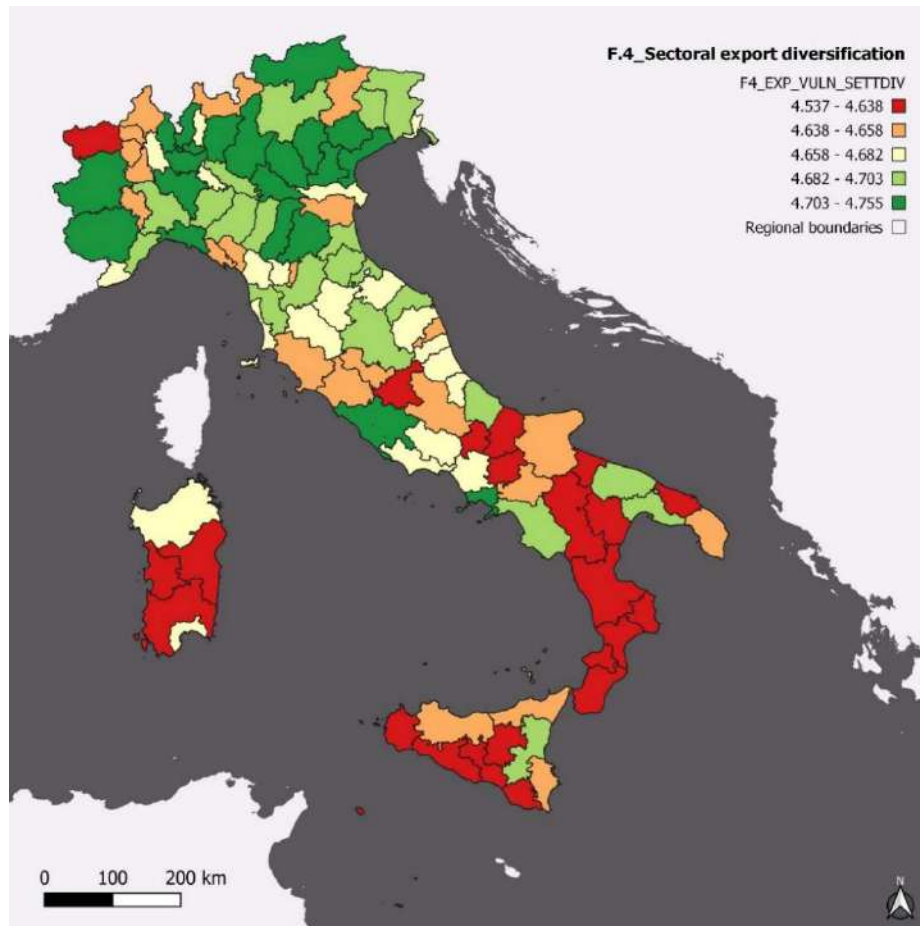 F.4_Sectoral export diversification
F4_EXP_VULN_SETTDIV
4.537 - 4.638
4.638 - 4.658
4.658 - 4.682
4.682 - 4.703
4.703 - 4.755
Regional boundaries
0 100 200 km
N